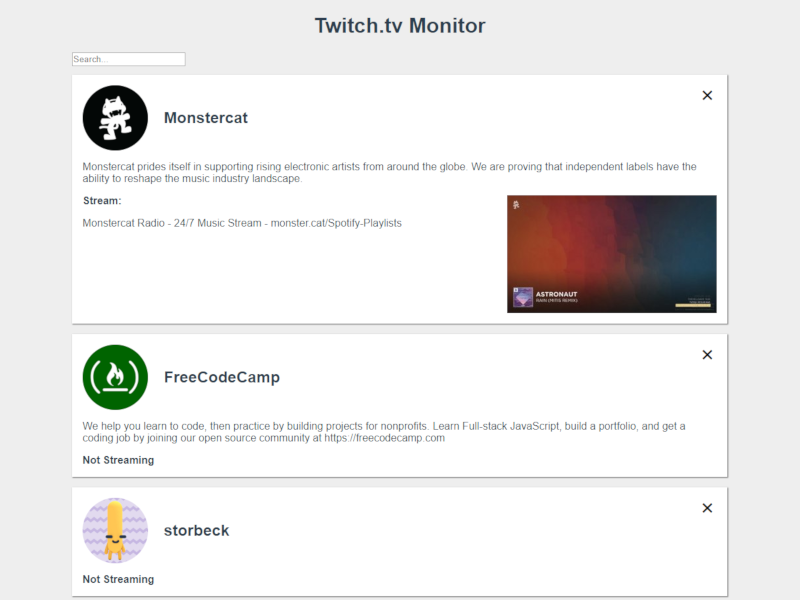 Twitch.tv Monitor
Search...
Monstercat
Monstercat prides itself in supporting rising electronic artists from around the globe. We are proving that independent labels have the
ability to reshape the music industry landscape.
Stream:
Monstercat Radio - 24/7 Music Stream - monster.cat/Spotify-Playlists
ASTRONAUT
RAIN (MITIS REMIX)
FreeCodeCamp
We help you learn to code, then practice by building projects for nonprofits. Learn Full-stack JavaScript, build a portfolio, and get a
coding job by joining our open source community at https://freecodecamp.com
Not Streaming
storbeck
Not Streaming